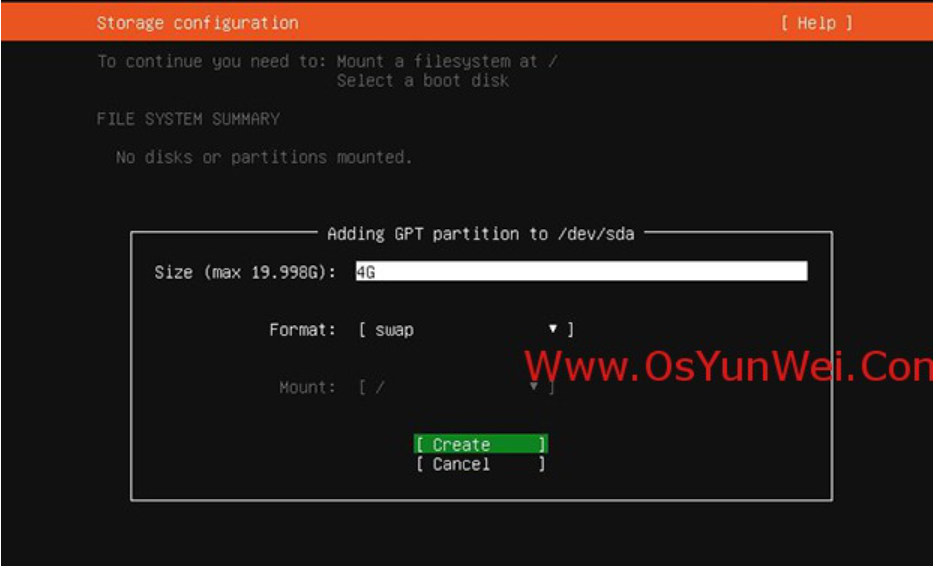 Storage configuration [ Help ]
To continue you need to: Mount a filesystem at /
Select a boot disk
FILE SYSTEM SUMMARY
No disks or partitions mounted.
Adding GPT partition to /dev/sda
Size (max 19.998G): 4G
Format: [ swap ▼ ]
Www.OsYunWei.Con
Mount: [ / ▼ ]
[ Create ]
[ Cancel ]